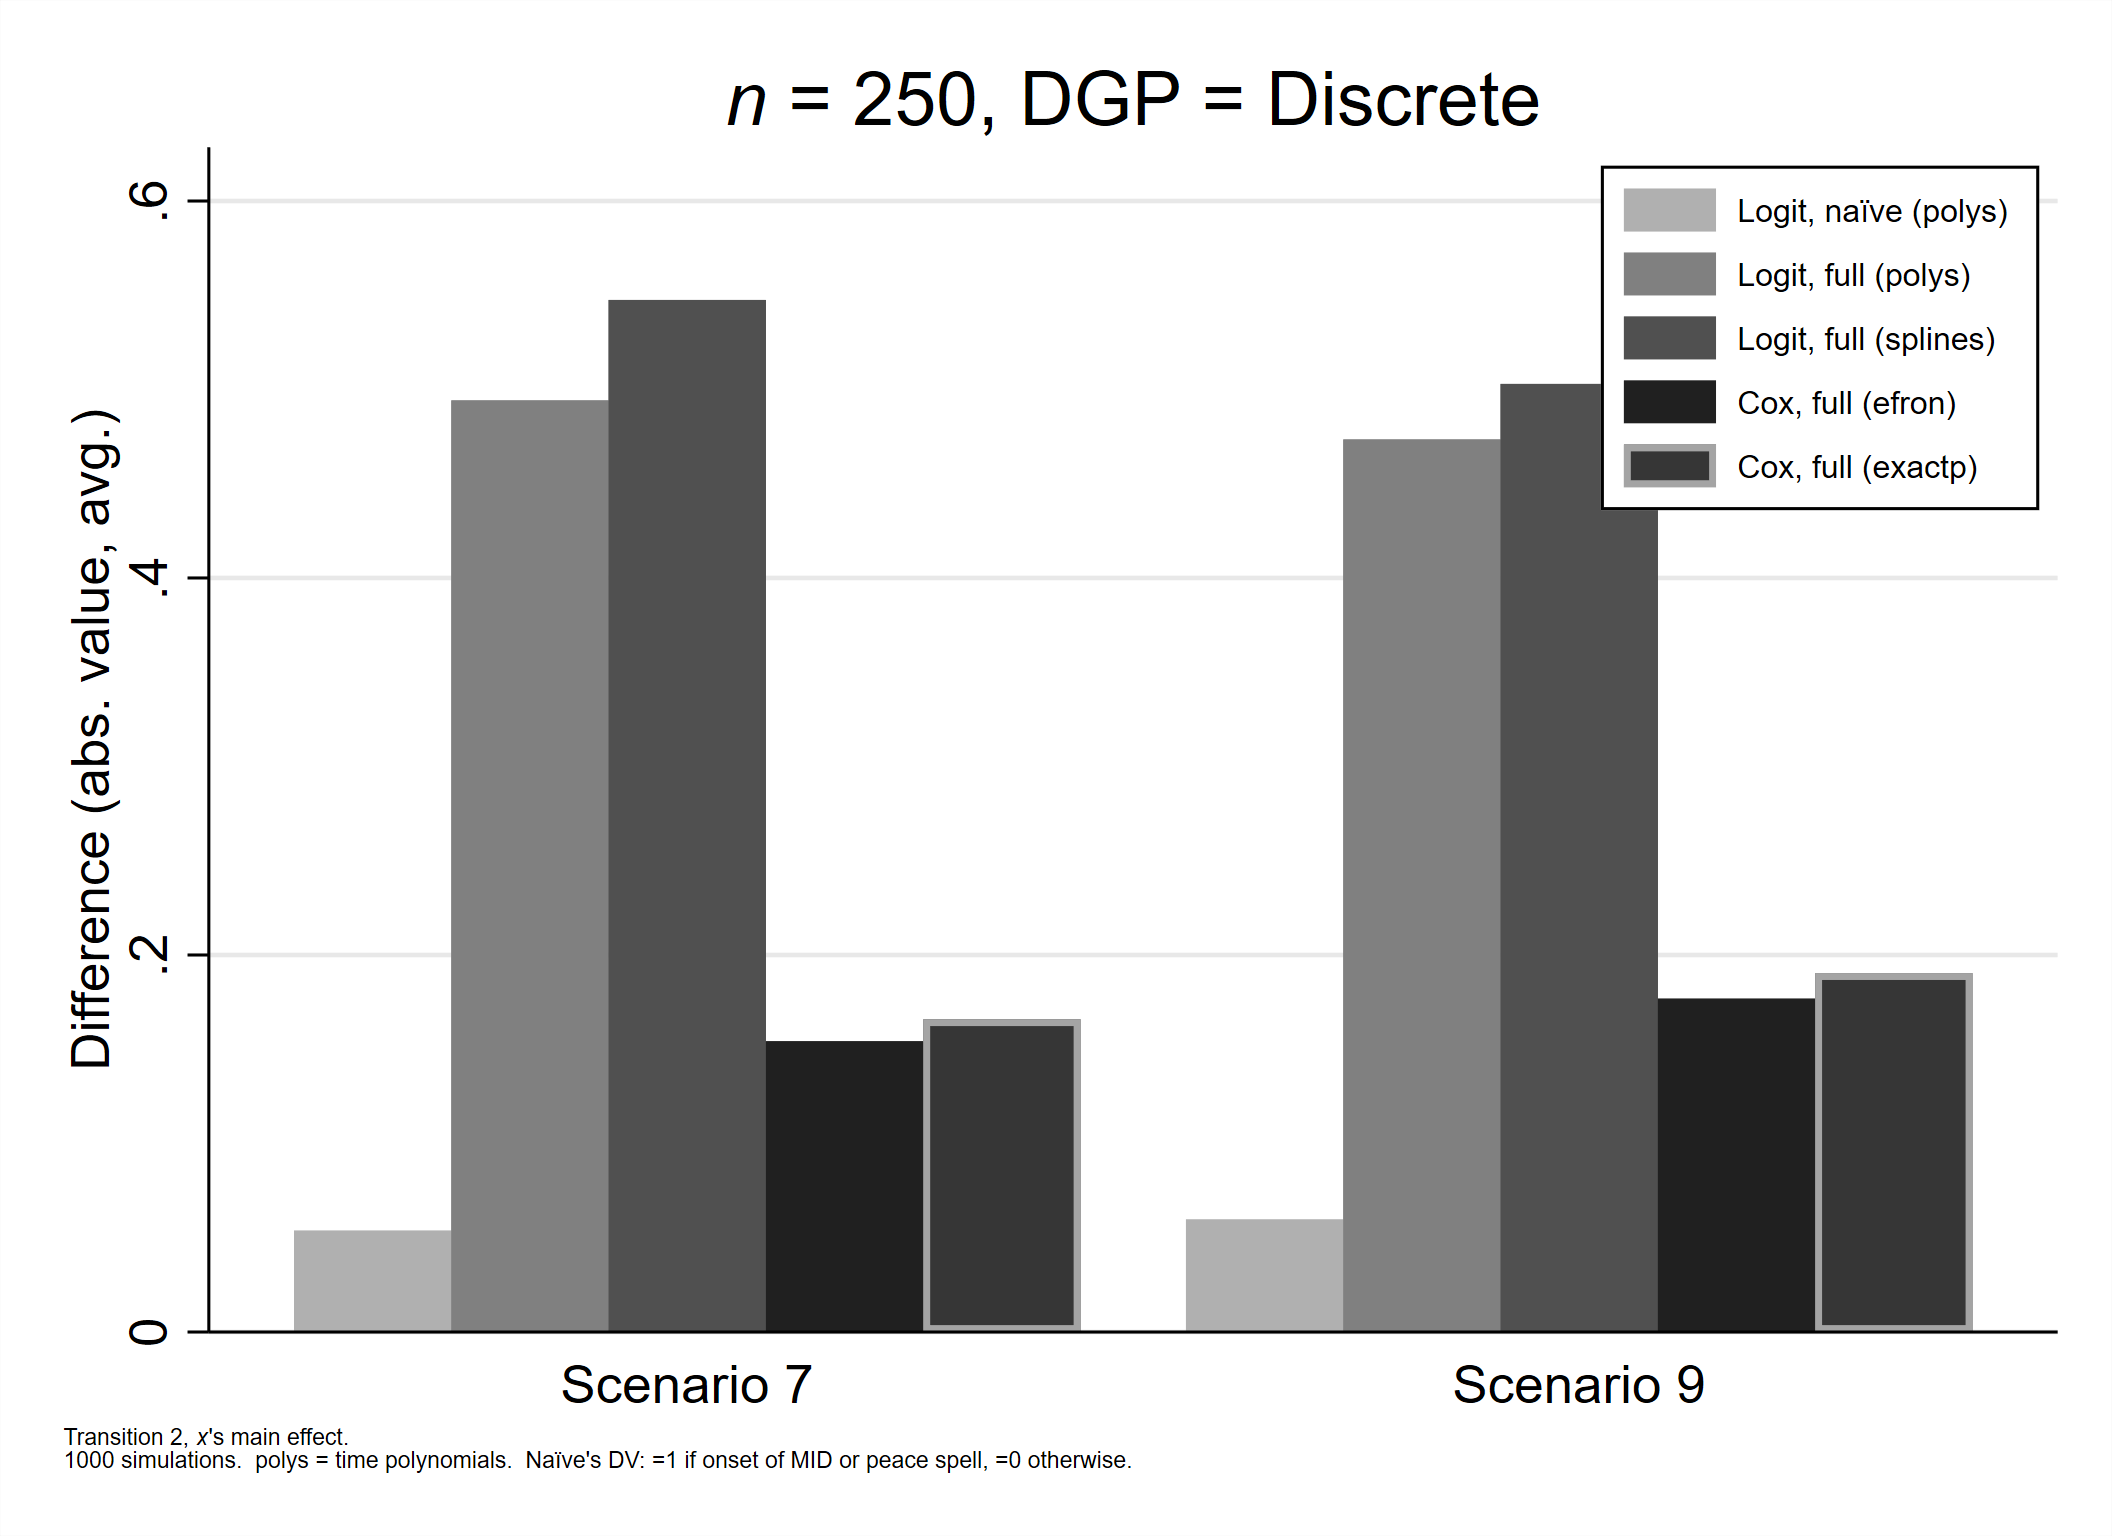 n = 250, DGP = Discrete
Difference (abs. value, avg.)
.6
.4
.2
0
Logit, naïve (polys)
Logit, full (polys)
Logit, full (splines)
Cox, full (efron)
Cox, full (exactp)
Scenario 7
Scenario 9
Transition 2, x's main effect.
1000 simulations.  polys = time polynomials.  Naïve's DV: =1 if onset of MID or peace spell, =0 otherwise.